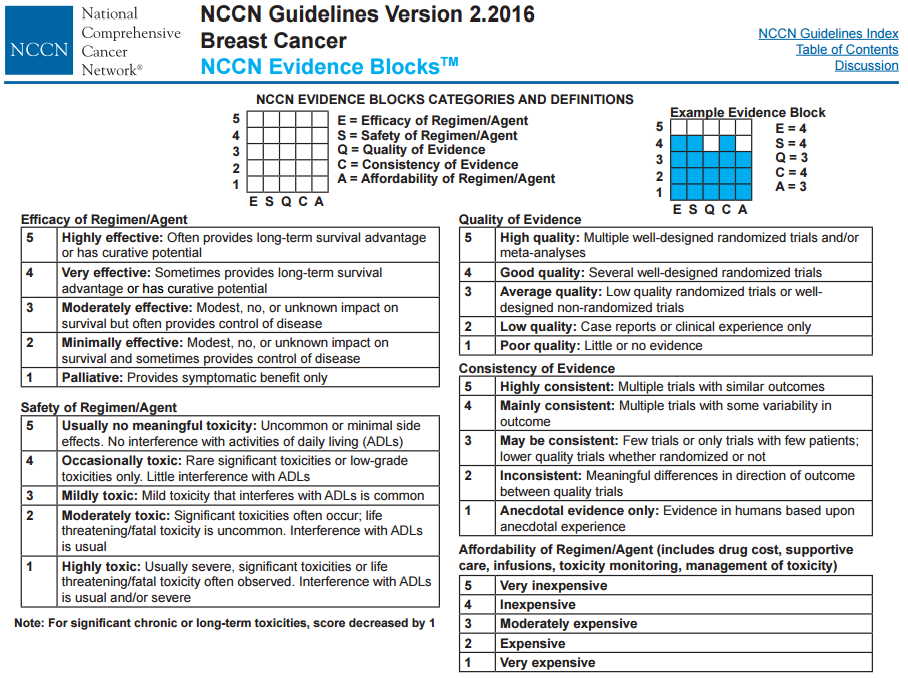 National
Comprehensive
Cancer
Network®
NCCN
NCCN Guidelines Version 2.2016
Breast Cancer
NCCN Evidence Blocks™
NCCN Guidelines Index
Table of Contents
Discussion
NCCN EVIDENCE BLOCKS CATEGORIES AND DEFINITIONS
5
4
3
2
1
E S Q C A
E = Efficacy of Regimen/Agent
S = Safety of Regimen/Agent
Q = Quality of Evidence
C = Consistency of Evidence
A = Affordability of Regimen/Agent
Example Evidence Block
5
4
3
2
1
E S Q C A
E = 4
S = 4
Q = 3
C = 4
A = 3
Efficacy of Regimen/Agent
5 Highly effective: Often provides long-term survival advantage
or has curative potential
4 Very effective: Sometimes provides long-term survival
advantage or has curative potential
3 Moderately effective: Modest, no, or unknown impact on
survival but often provides control of disease
2 Minimally effective: Modest, no, or unknown impact on
survival and sometimes provides control of disease
1 Palliative: Provides symptomatic benefit only
Safety of Regimen/Agent
5 Usually no meaningful toxicity: Uncommon or minimal side
effects. No interference with activities of daily living (ADLs)
4 Occasionally toxic: Rare significant toxicities or low-grade
toxicities only. Little interference with ADLs
3 Mildly toxic: Mild toxicity that interferes with ADLs is common
2 Moderately toxic: Significant toxicities often occur; life
threatening/fatal toxicity is uncommon. Interference with ADLs
is usual
1 Highly toxic: Usually severe, significant toxicities or life
threatening/fatal toxicity often observed. Interference with ADLs
is usual and/or severe
Note: For significant chronic or long-term toxicities, score decreased by 1
Quality of Evidence
5 High quality: Multiple well-designed randomized trials and/or
meta-analyses
4 Good quality: Several well-designed randomized trials
3 Average quality: Low quality randomized trials or well-
designed non-randomized trials
2 Low quality: Case reports or clinical experience only
1 Poor quality: Little or no evidence
Consistency of Evidence
5 Highly consistent: Multiple trials with similar outcomes
4 Mainly consistent: Multiple trials with some variability in
outcome
3 May be consistent: Few trials or only trials with few patients;
lower quality trials whether randomized or not
2 Inconsistent: Meaningful differences in direction of outcome
between quality trials
1 Anecdotal evidence only: Evidence in humans based upon
anecdotal experience
Affordability of Regimen/Agent (includes drug cost, supportive
care, infusions, toxicity monitoring, management of toxicity)
5 Very inexpensive
4 Inexpensive
3 Moderately expensive
2 Expensive
1 Very expensive